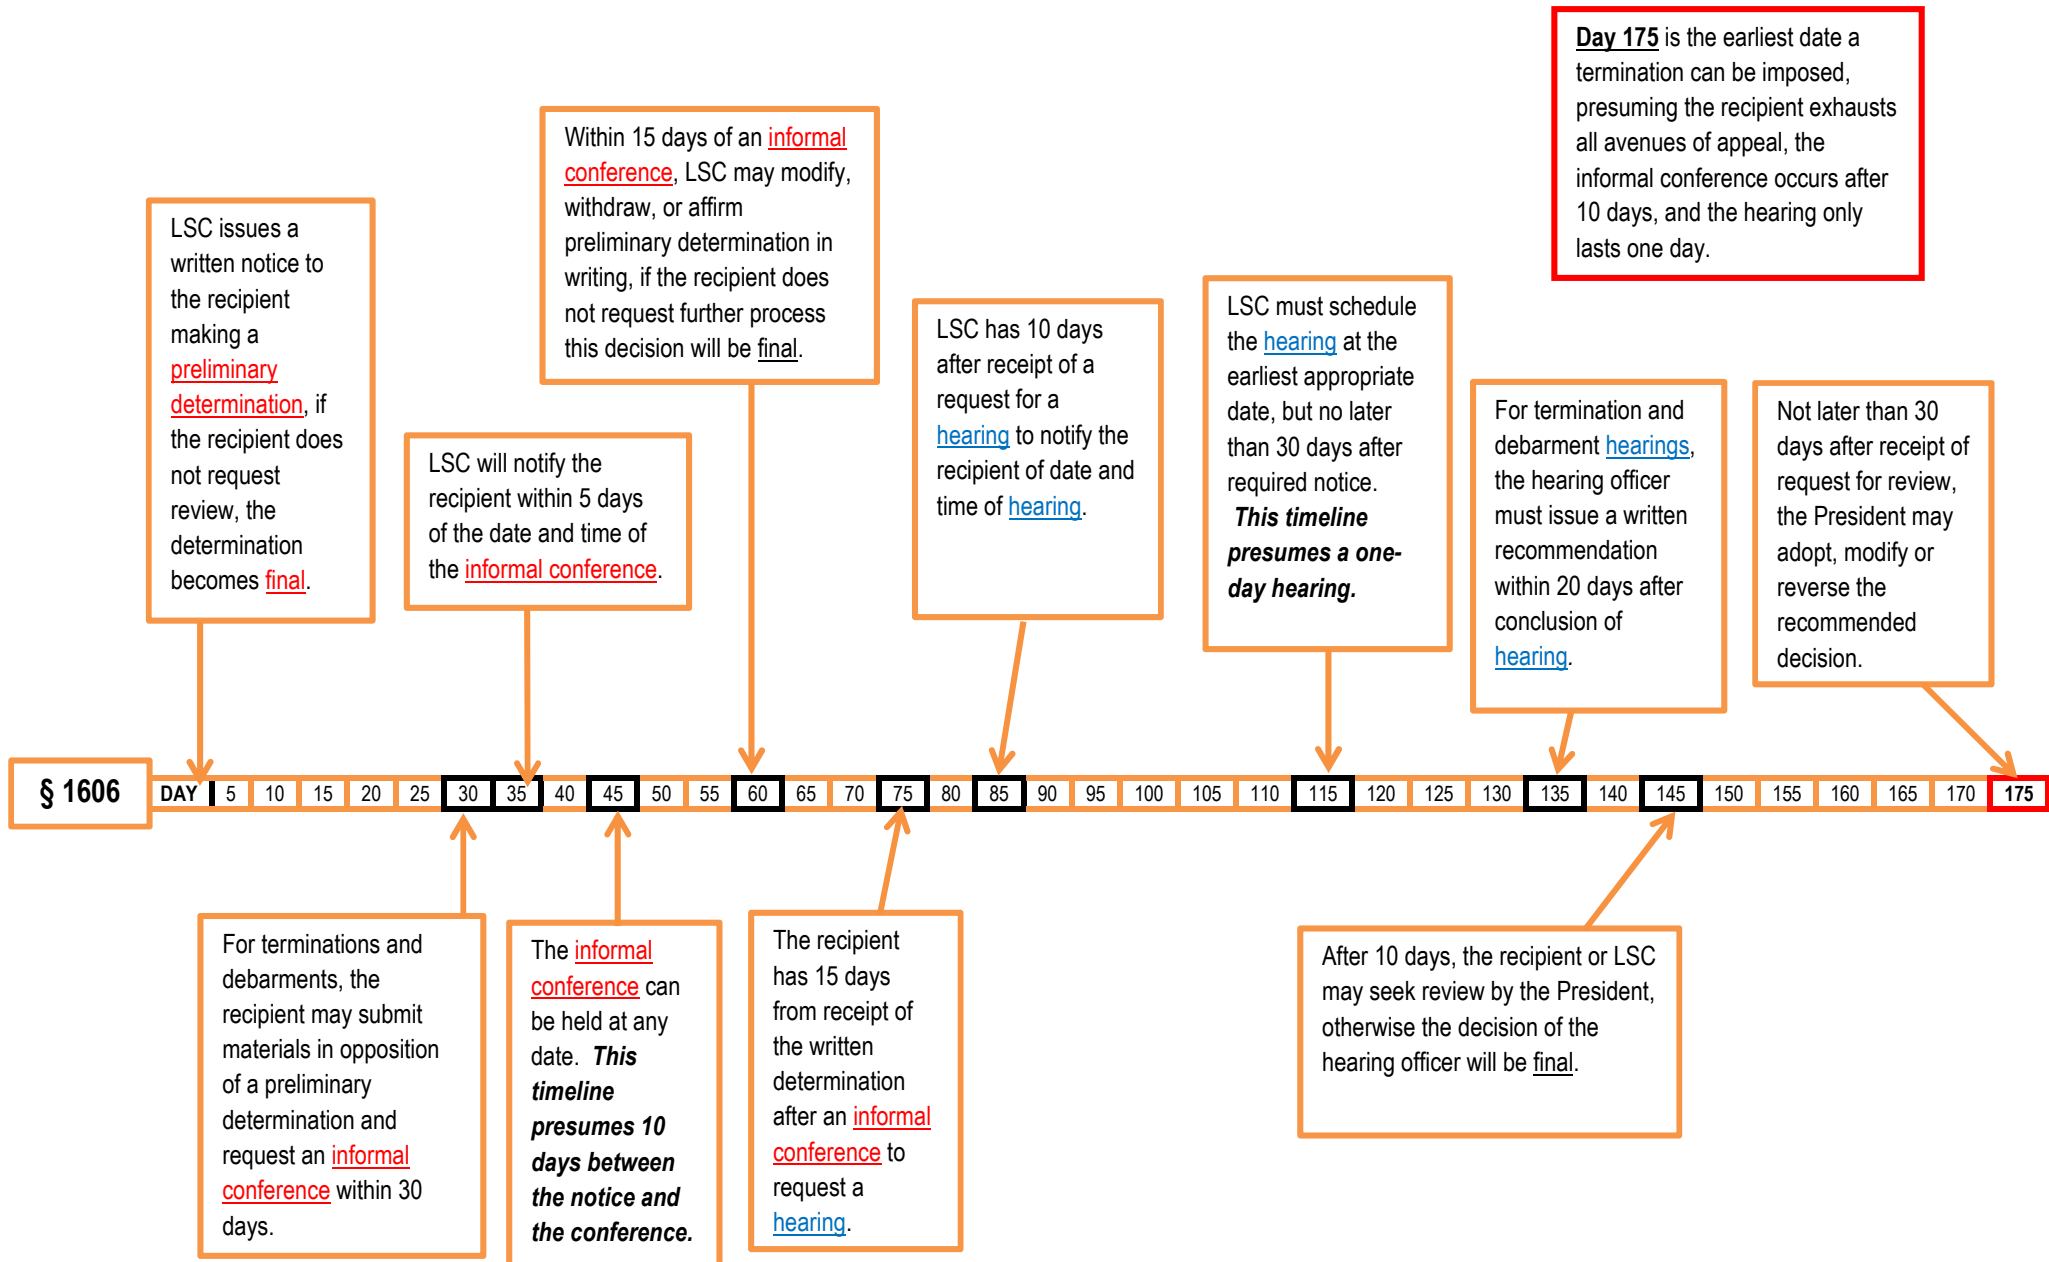 Day 175 is the earliest date a
termination can be imposed,
presuming the recipient exhausts
all avenues of appeal, the
informal conference occurs after
10 days, and the hearing only
lasts one day.
Within 15 days of an informal
conference, LSC may modify,
withdraw, or affirm
preliminary determination in
writing, if the recipient does
not request further process
this decision will be final.
LSC issues a
written notice to
the recipient
making a
preliminary
determination, if
the recipient does
not request
review, the
determination
becomes final.
LSC will notify the
recipient within 5 days
of the date and time of
the informal conference.
LSC has 10 days
after receipt of a
request for a
hearing to notify the
recipient of date and
time of hearing.
LSC must schedule
the hearing at the
earliest appropriate
date, but no later
than 30 days after
required notice.
This timeline
presumes a one-
day hearing.
For termination and
debarment hearings,
the hearing officer
must issue a written
recommendation
within 20 days after
conclusion of
hearing.
Not later than 30
days after receipt of
request for review,
the President may
adopt, modify or
reverse the
recommended
decision.
§ 1606
DAY 5 10 15 20 25 30 35 40 45 50 55 60 65 70 75 80 85 90 95 100 105 110 115 120 125 130 135 140 145 150 155 160 165 170 175
For terminations and
debarments, the
recipient may submit
materials in opposition
of a preliminary
determination and
request an informal
conference within 30
days.
The informal
conference can
be held at any
date. This
timeline
presumes 10
days between
the notice and
the conference.
The recipient
has 15 days
from receipt of
the written
determination
after an informal
conference to
request a
hearing.
After 10 days, the recipient or LSC
may seek review by the President,
otherwise the decision of the
hearing officer will be final.